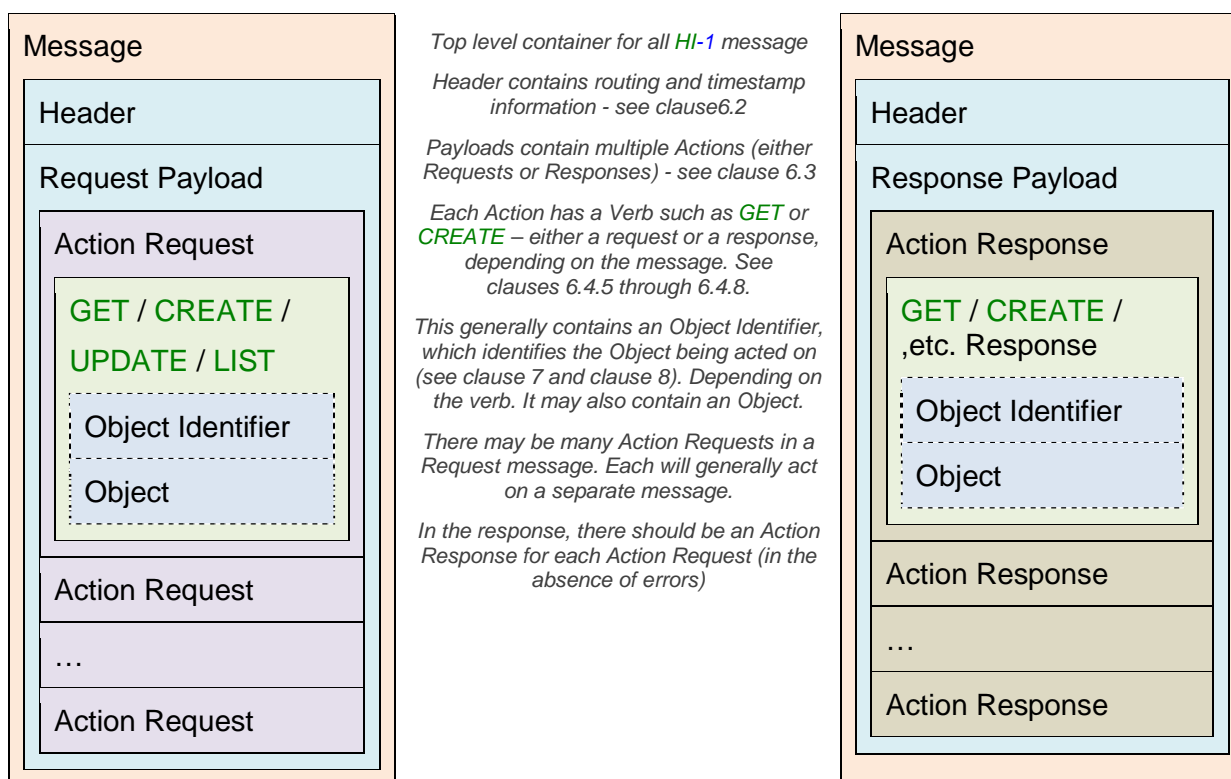 Message
Header
Request Payload
Action Request
GET / CREATE /
UPDATE / LIST
Object Identifier
Object
Action Request
…
Action Request
Top level container for all HI-1 message
Header contains routing and timestamp
information - see clause6.2
Payloads contain multiple Actions (either
Requests or Responses) - see clause 6.3
Each Action has a Verb such as GET or
CREATE – either a request or a response,
depending on the message. See
clauses 6.4.5 through 6.4.8.
This generally contains an Object Identifier,
which identifies the Object being acted on
(see clause 7 and clause 8). Depending on
the verb. It may also contain an Object.
There may be many Action Requests in a
Request message. Each will generally act
on a separate message.
In the response, there should be an Action
Response for each Action Request (in the
absence of errors)
Message
Header
Response Payload
Action Response
GET / CREATE /
,etc. Response
Object Identifier
Object
Action Response
…
Action Response